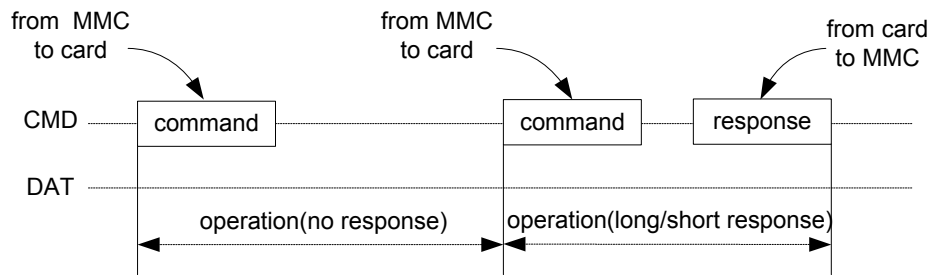 from MMC
to card
from MMC
to card
from card
to MMC
CMD
command
command
response
DAT
operation(no response)
operation(long/short response)